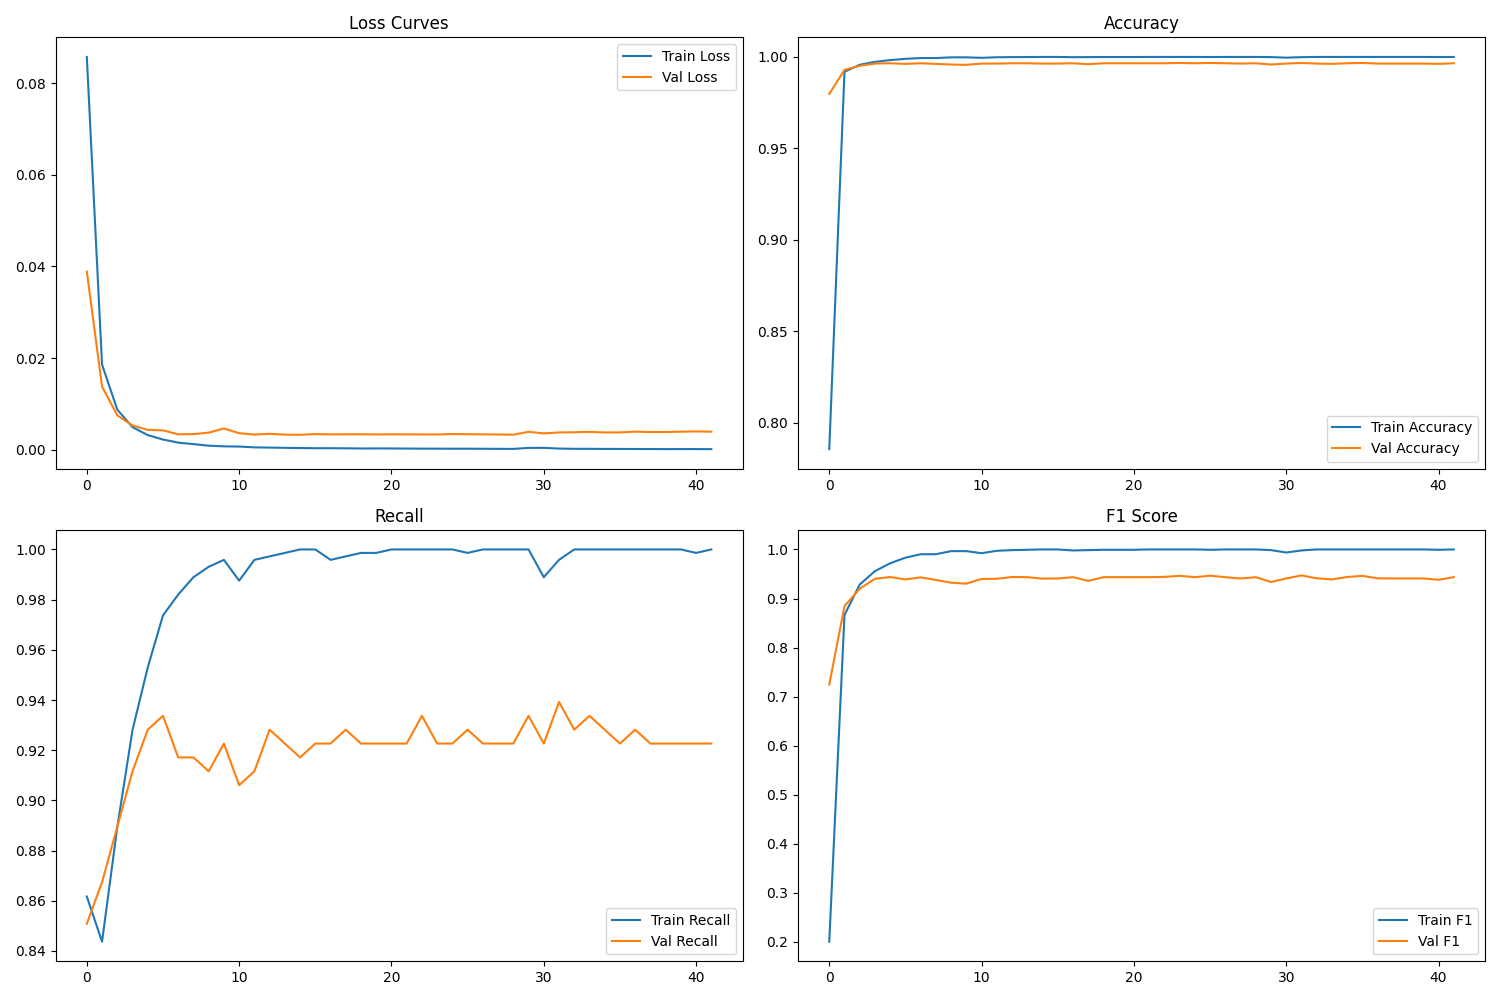 Loss Curves
Train Loss
Val Loss
0.08
0.06
0.04
0.02
0.00
0 10 20 30 40
Accuracy
1.00
0.95
0.90
0.85
0.80
Train Accuracy
Val Accuracy
0 10 20 30 40
Recall
1.00
0.98
0.96
0.94
0.92
0.90
0.88
0.86
0.84
Train Recall
Val Recall
0 10 20 30 40
F1 Score
1.0
0.9
0.8
0.7
0.6
0.5
0.4
0.3
0.2
Train F1
Val F1
0 10 20 30 40